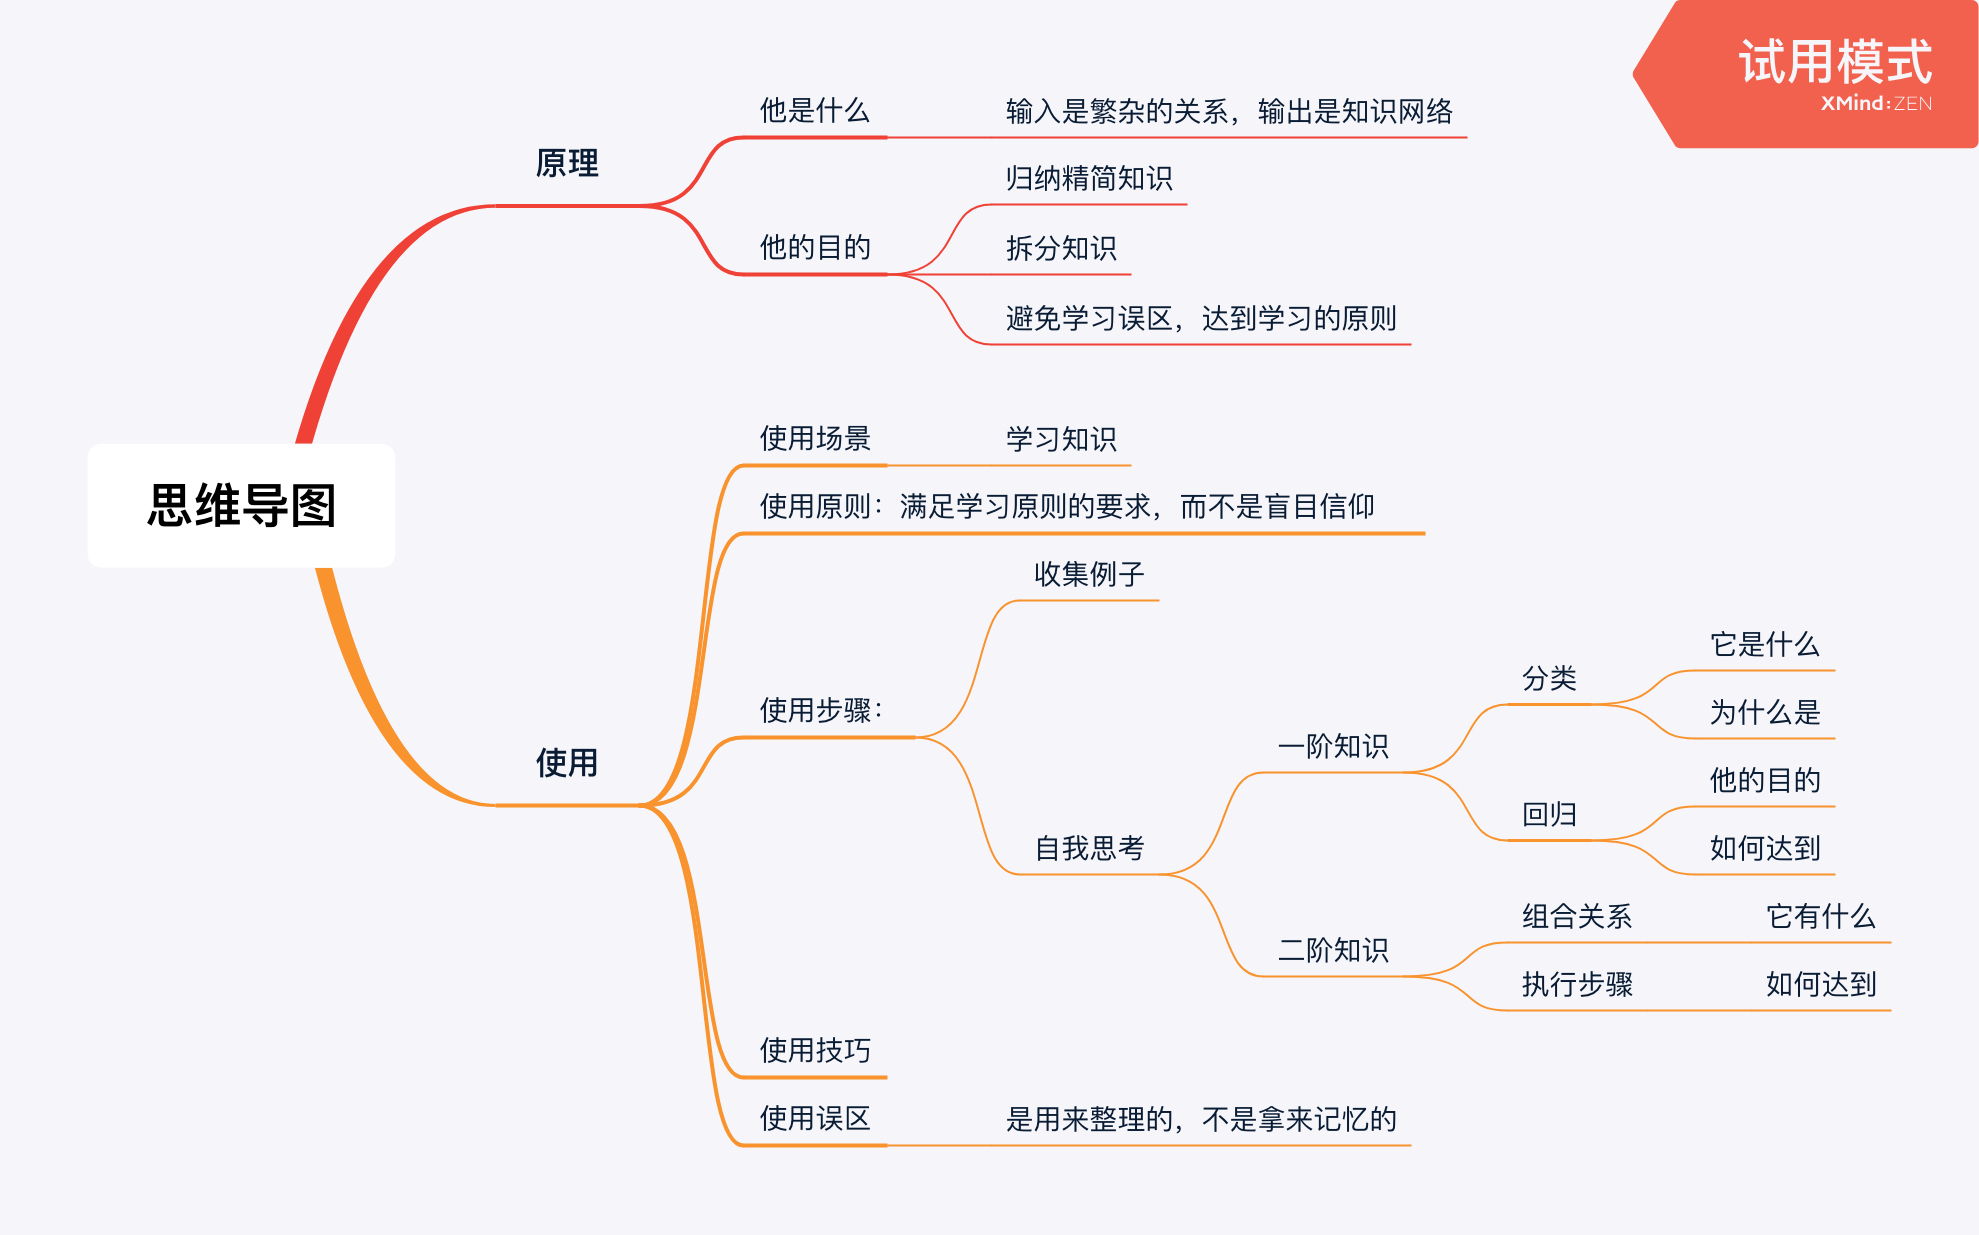 试用模式
XMind:ZEN
思维导图
原理
他是什么
输入是繁杂的关系，输出是知识网络
他的目的
归纳精简知识
拆分知识
避免学习误区，达到学习的原则
使用
使用场景
学习知识
使用原则：满足学习原则的要求，而不是盲目信仰
使用步骤：
收集例子
自我思考
一阶知识
分类
它是什么
为什么是
回归
他的目的
如何达到
二阶知识
组合关系
它有什么
执行步骤
如何达到
使用技巧
使用误区
是用来整理的，不是拿来记忆的